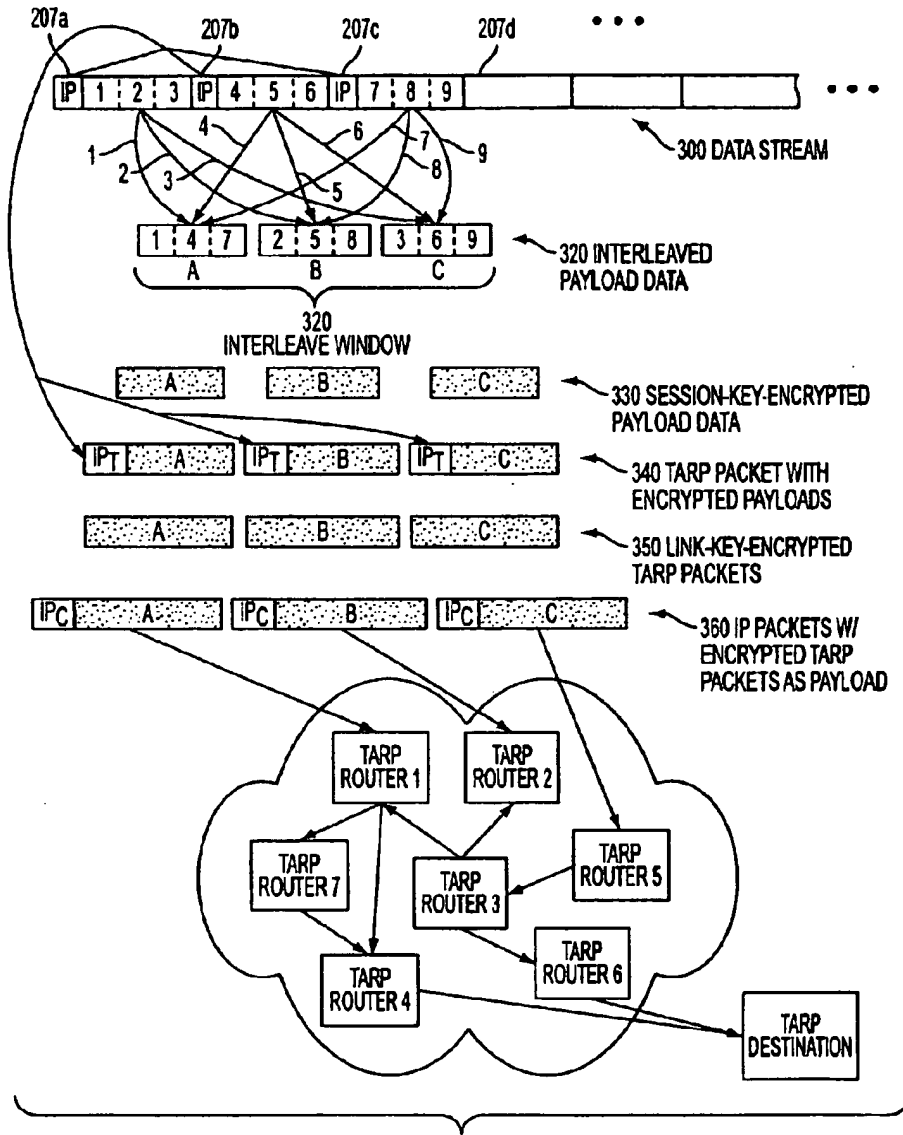 207a
207b
207c
207d
• • •
IP 1 2 3 IP 4 5 6 IP 7 8 9
• • •
300 DATA STREAM
1
2
3
4
5
6
7
8
9
1 4 7
2 5 8
3 6 9
A
B
C
320 INTERLEAVED
PAYLOAD DATA
320
INTERLEAVE WINDOW
A
B
C
330 SESSION-KEY-ENCRYPTED
PAYLOAD DATA
IPT A
IPT B
IPT C
340 TARP PACKET WITH
ENCRYPTED PAYLOADS
A
B
C
350 LINK-KEY-ENCRYPTED
TARP PACKETS
IPC A
IPC B
IPC C
360 IP PACKETS W/
ENCRYPTED TARP
PACKETS AS PAYLOAD
TARP
ROUTER 1
TARP
ROUTER 2
TARP
ROUTER 7
TARP
ROUTER 3
TARP
ROUTER 5
TARP
ROUTER 4
TARP
ROUTER 6
TARP
DESTINATION